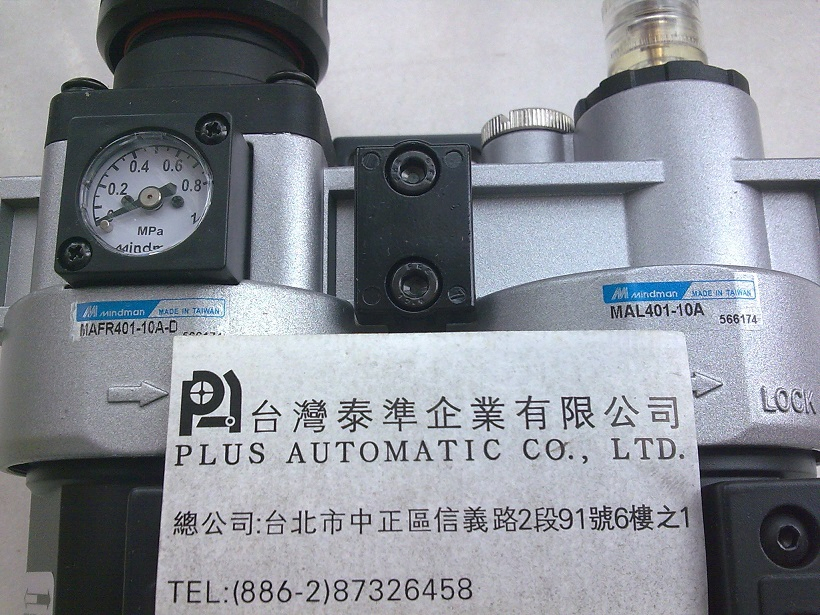 0.2 0.4 0.6 0.8 1
MPa
Mindman
Mindman MADE IN TAIWAN
MAFR401-10A-D
Mindman MADE IN TAIWAN
MAL401-10A 566174
LOCK
台灣泰準企業有限公司
PLUS AUTOMATIC CO., LTD.
總公司:台北市中正區信義路2段91號6樓之1
TEL:(886-2)87326458